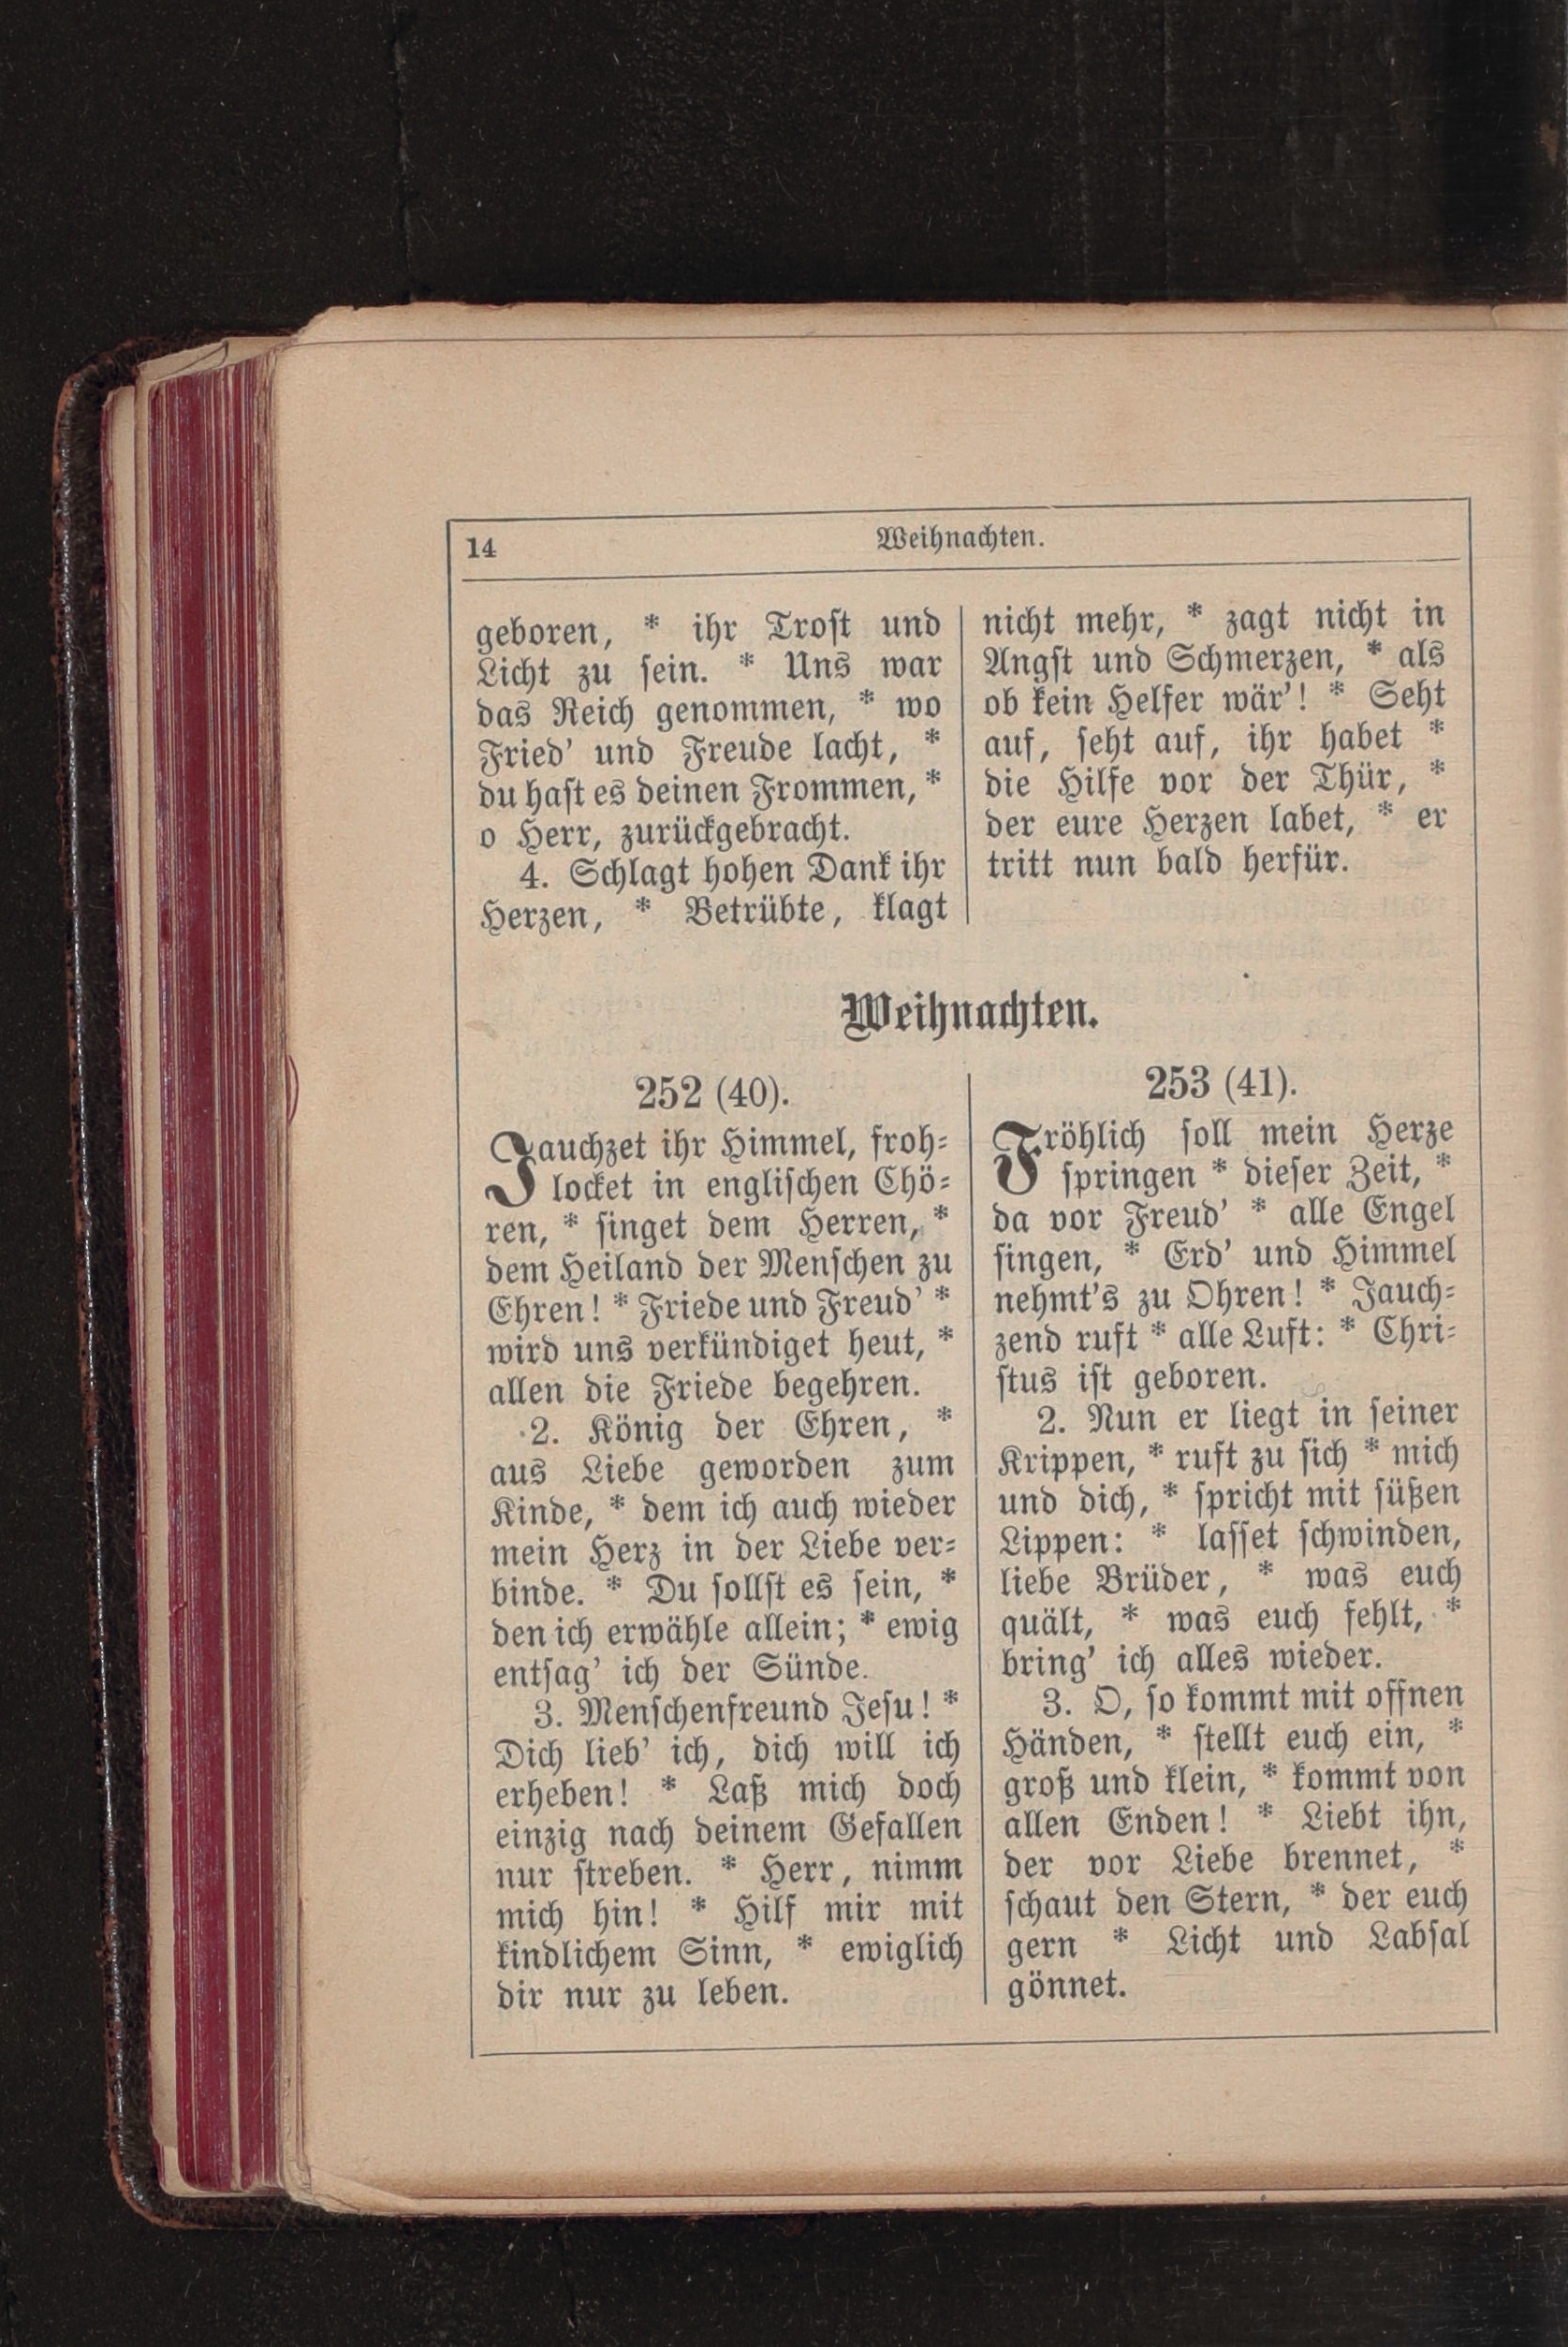 14
Weihnachten.
geboren, * ihr Trost und
Licht zu sein. * Uns war
das Reich genommen, * wo
Fried' und Freude lacht, *
du hast es deinen Frommen, *
o Herr, zurückgebracht.
4. Schlagt hohen Dank ihr
Herzen, * Betrübte, klagt
nicht mehr, * zagt nicht in
Angst und Schmerzen, * als
ob kein Helfer wär'! * Seht
auf, seht auf, ihr habet *
die Hilfe vor der Thür, *
der eure Herzen labet, * er
tritt nun bald herfür.
Weihnachten.
252 (40).
Jauchzet ihr Himmel, froh-
locket in englischen Chö-
ren, * singet dem Herren, *
dem Heiland der Menschen zu
Ehren! * Friede und Freud' *
wird uns verkündiget heut, *
allen die Friede begehren.
2. König der Ehren, *
aus Liebe geworden zum
Kinde, * dem ich auch wieder
mein Herz in der Liebe ver-
binde. * Du sollst es sein, *
den ich erwähle allein; * ewig
entsag' ich der Sünde.
3. Menschenfreund Jesu! *
Dich lieb' ich, dich will ich
erheben! * Laß mich doch
einzig nach deinem Gefallen
nur streben. * Herr, nimm
mich hin! * Hilf mir mit
kindlichem Sinn, * ewiglich
dir nur zu leben.
253 (41).
Fröhlich soll mein Herze
springen * dieser Zeit, *
da vor Freud' * alle Engel
singen, * Erd' und Himmel
nehmt's zu Ohren! * Jauch-
zend ruft * alle Luft: * Chri-
stus ist geboren.
2. Nun er liegt in seiner
Krippen, * ruft zu sich * mich
und dich, * spricht mit süßen
Lippen: * lasset schwinden,
liebe Brüder, * was euch
quält, * was euch fehlt, *
bring' ich alles wieder.
3. O, so kommt mit offnen
Händen, * stellt euch ein, *
groß und klein, * kommt von
allen Enden! * Liebt ihn,
der vor Liebe brennet, *
schaut den Stern, * der euch
gern * Licht und Labsal
gönnet.